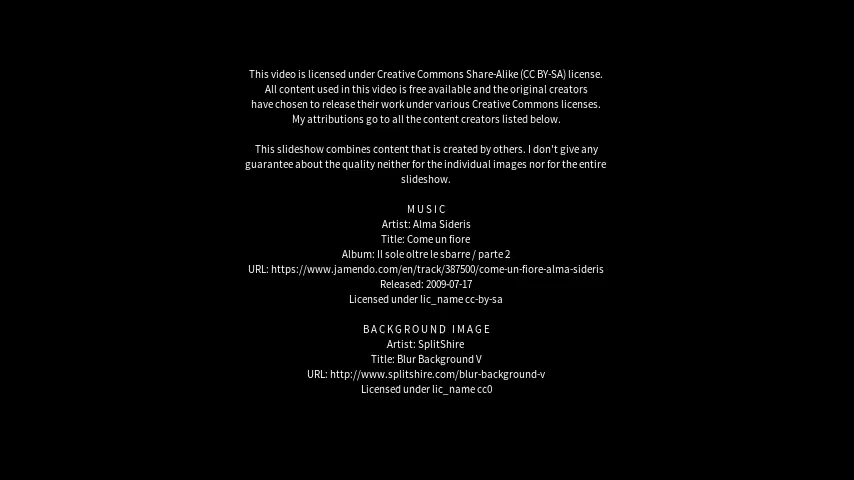 This video is licensed under Creative Commons Share-Alike (CC BY-SA) license.
All content used in this video is free available and the original creators
have chosen to release their work under various Creative Commons licenses.
My attributions go to all the content creators listed below.
This slideshow combines content that is created by others. I don't give any
guarantee about the quality neither for the individual images nor for the entire
slideshow.
MUSIC
Artist: Alma Sideris
Title: Come un fiore
Album: Il sole oltre le sbarre / parte 2
URL: https://www.jamendo.com/en/track/387500/come-un-fiore-alma-sideris
Released: 2009-07-17
Licensed under lic_name cc-by-sa
BACKGROUND IMAGE
Artist: SplitShire
Title: Blur Background V
URL: http://www.splitshire.com/blur-background-v
Licensed under lic_name cc0